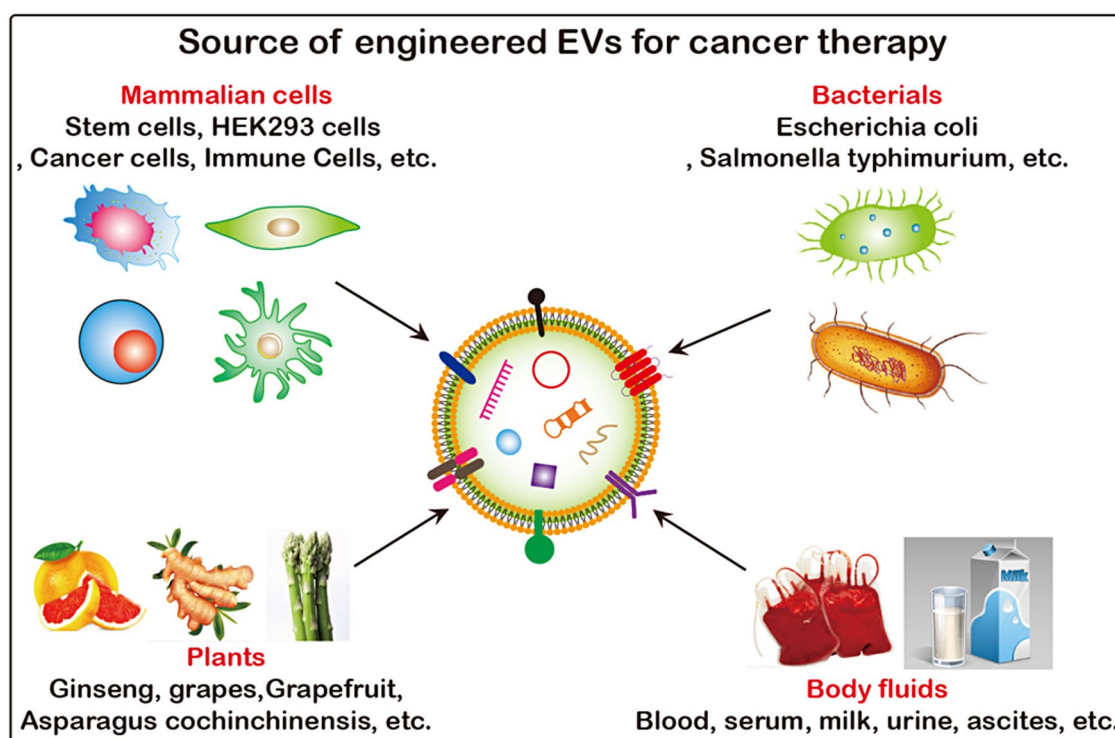 Source of engineered EVs for cancer therapy
Mammalian cells
Stem cells, HEK293 cells
, Cancer cells, Immune Cells, etc.
Bacterials
Escherichia coli
, Salmonella typhimurium, etc.
Milk
Plants
Ginseng, grapes,Grapefruit,
Asparagus cochinchinensis, etc.
Body fluids
Blood, serum, milk, urine, ascites, etc.